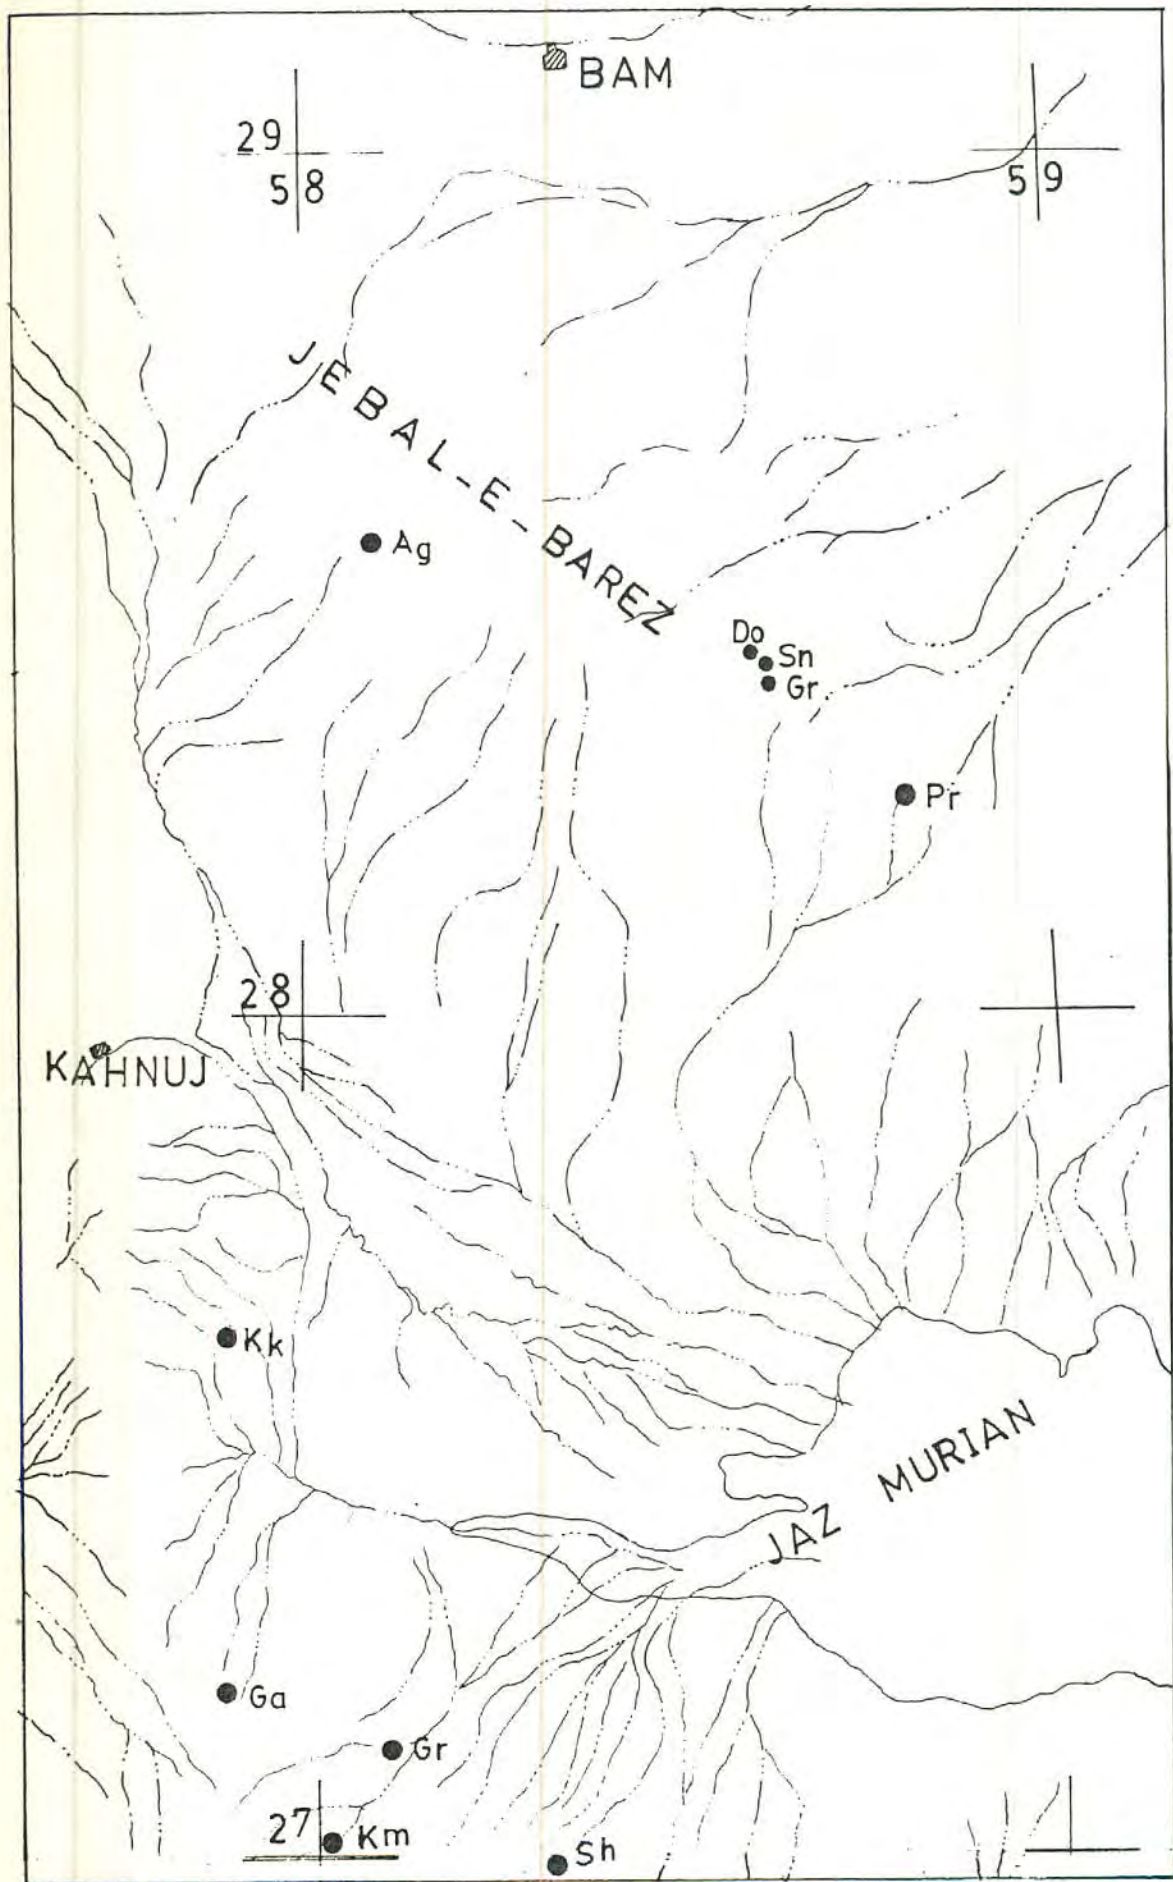 BAM
29
58
59
JEBAL-E-BAREZ
Ag
Do
Sn
Gr
Pr
28
KAHNUJ
Kk
JAZ MURIAN
Ga
Gr
27
Km
Sh